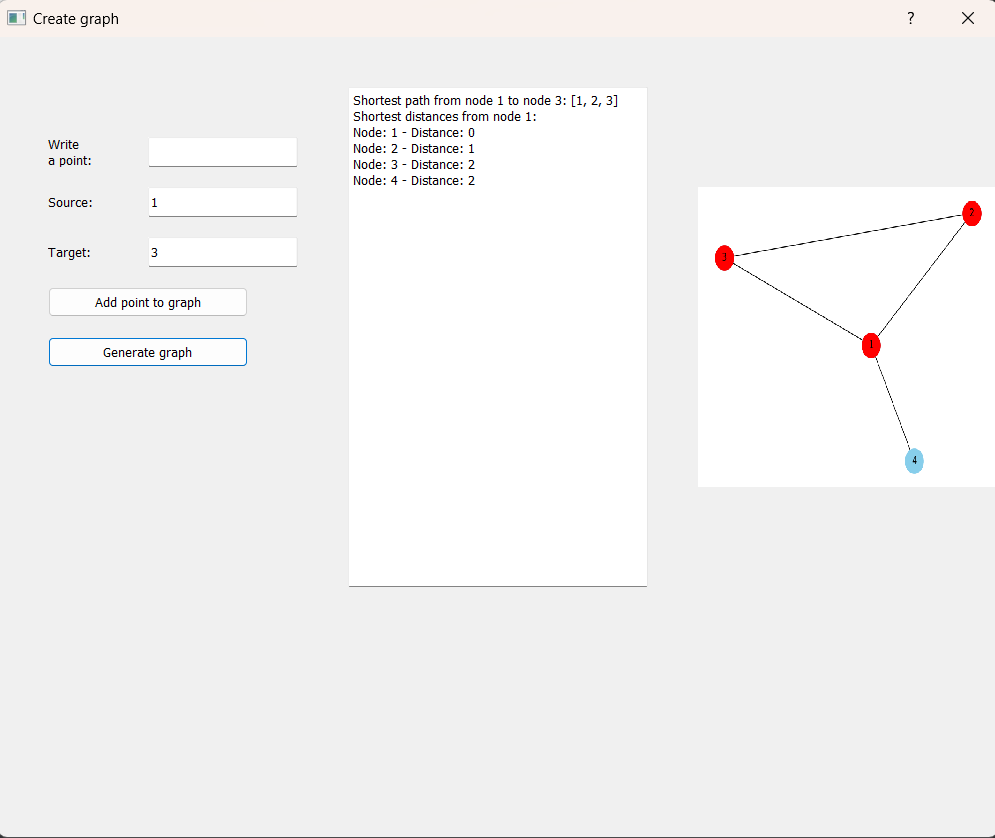 Create graph
?
Write
a point:
Source:
1
Target:
3
Add point to graph
Generate graph
Shortest path from node 1 to node 3: [1, 2, 3]
Shortest distances from node 1:
Node: 1 - Distance: 0
Node: 2 - Distance: 1
Node: 3 - Distance: 2
Node: 4 - Distance: 2
2
3
1
4